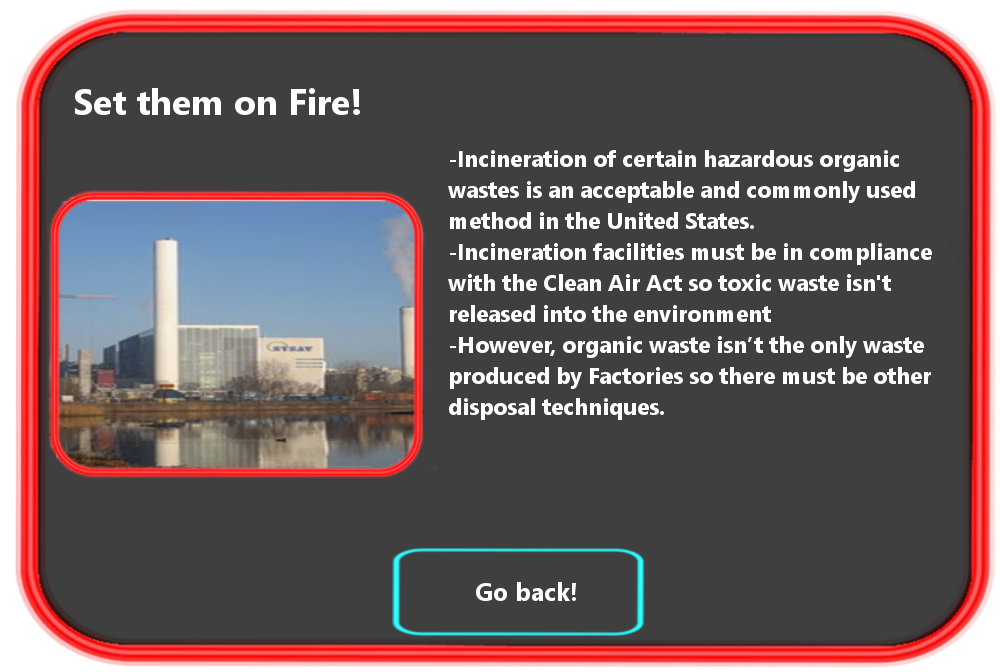 Set them on Fire!
-Incineration of certain hazardous organic
wastes is an acceptable and commonly used
method in the United States.
-Incineration facilities must be in compliance
with the Clean Air Act so toxic waste isn't
released into the environment
-However, organic waste isn’t the only waste
produced by Factories so there must be other
disposal techniques.
SYSAV
Go back!